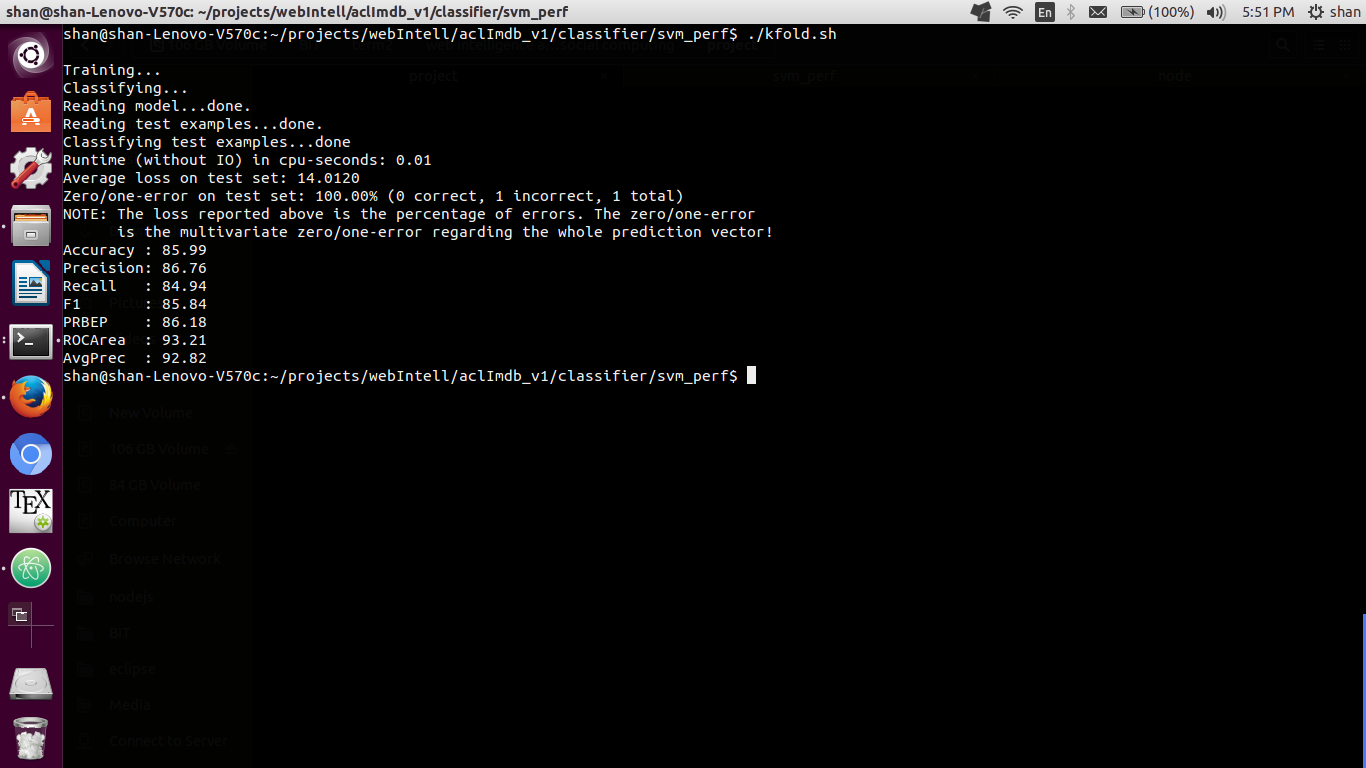 shan@shan-Lenovo-V570c: ~/projects/webIntell/aclImdb_v1/classifier/svm_perf
En (100%) 5:51 PM shan
shan@shan-Lenovo-V570c:~/projects/webIntell/aclImdb_v1/classifier/svm_perf$ ./kfold.sh
project svm_perf node
Training...
Classifying...
Reading model...done.
Reading test examples...done.
Classifying test examples...done
Runtime (without IO) in cpu-seconds: 0.01
Average loss on test set: 14.0120
Zero/one-error on test set: 100.00% (0 correct, 1 incorrect, 1 total)
NOTE: The loss reported above is the percentage of errors. The zero/one-error
is the multivariate zero/one-error regarding the whole prediction vector!
Accuracy : 85.99
Precision: 86.76
Recall   : 84.94
F1       : 85.84
PRBEP    : 86.18
ROCArea  : 93.21
AvgPrec  : 92.82
shan@shan-Lenovo-V570c:~/projects/webIntell/aclImdb_v1/classifier/svm_perf$
New Volume
106 GB Volume
84 GB Volume
Computer
Browse Network
nodejs
BIT
eclipse
Media
Connect to Server
TEX